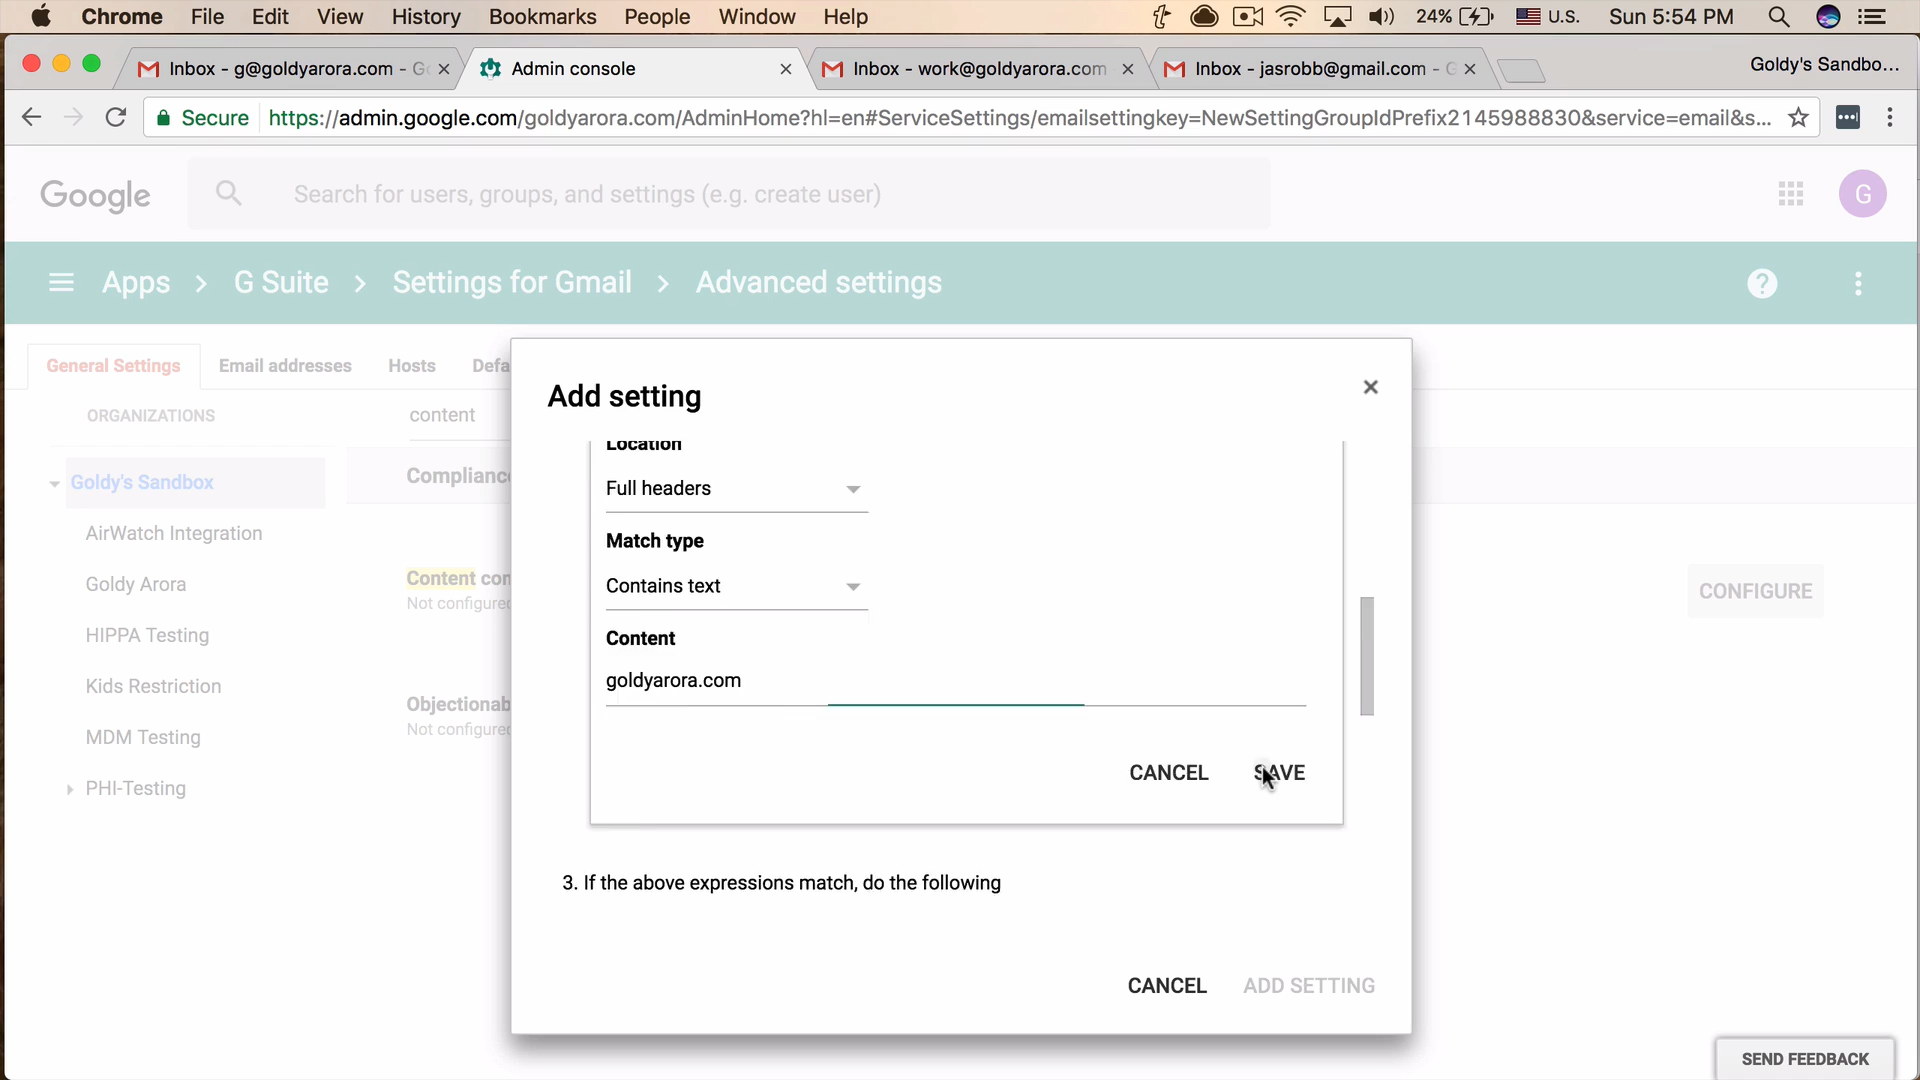 Chrome File Edit View History Bookmarks People Window Help 24% U.S. Sun 5:54 PM
Inbox - g@goldyarora.com - Go Admin console Inbox - work@goldyarora.com Inbox - jasrobb@gmail.com - G Goldy's Sandbo...
Secure https://admin.google.com/goldyarora.com/AdminHome?hl=en#ServiceSettings/emailsettingkey=NewSettingGroupIdPrefix2145988830&service=email&s...
Google Search for users, groups, and settings (e.g. create user) G
Apps > G Suite > Settings for Gmail > Advanced settings ?
General Settings Email addresses Hosts Defa
Add setting
ORGANIZATIONS content
Location
Goldy's Sandbox Compliance
Full headers
AirWatch Integration
Match type
Goldy Arora Content con Contains text CONFIGURE
Not configured
HIPPA Testing Content
Kids Restriction goldyarora.com
Objectionab
MDM Testing Not configured
CANCEL SAVE
PHI-Testing
3. If the above expressions match, do the following
CANCEL ADD SETTING
SEND FEEDBACK